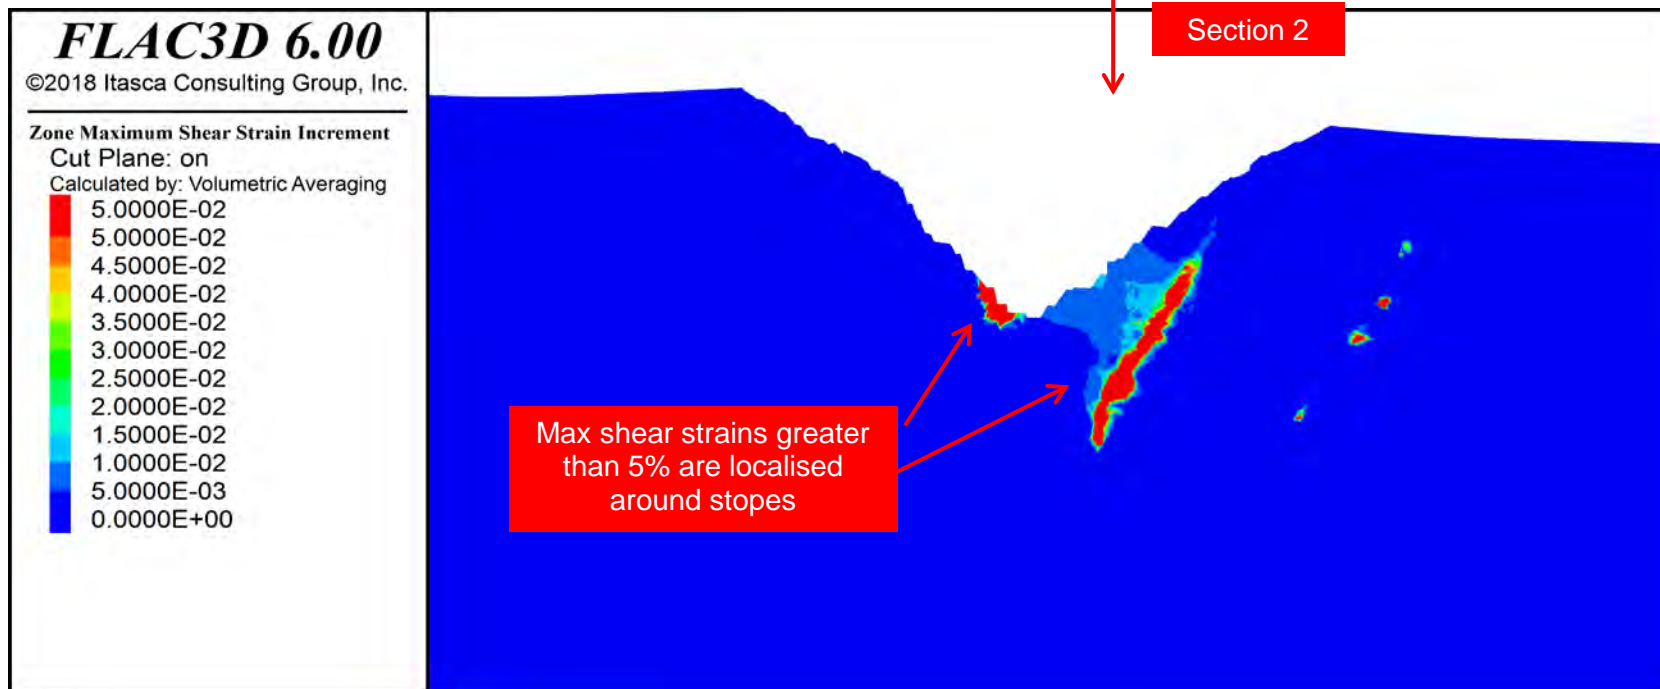 FLAC3D 6.00
©2018 Itasca Consulting Group, Inc.
Zone Maximum Shear Strain Increment
Cut Plane: on
Calculated by: Volumetric Averaging
5.0000E-02
5.0000E-02
4.5000E-02
4.0000E-02
3.5000E-02
3.0000E-02
2.5000E-02
2.0000E-02
1.5000E-02
1.0000E-02
5.0000E-03
0.0000E+00
Section 2
Max shear strains greater
than 5% are localised
around stopes